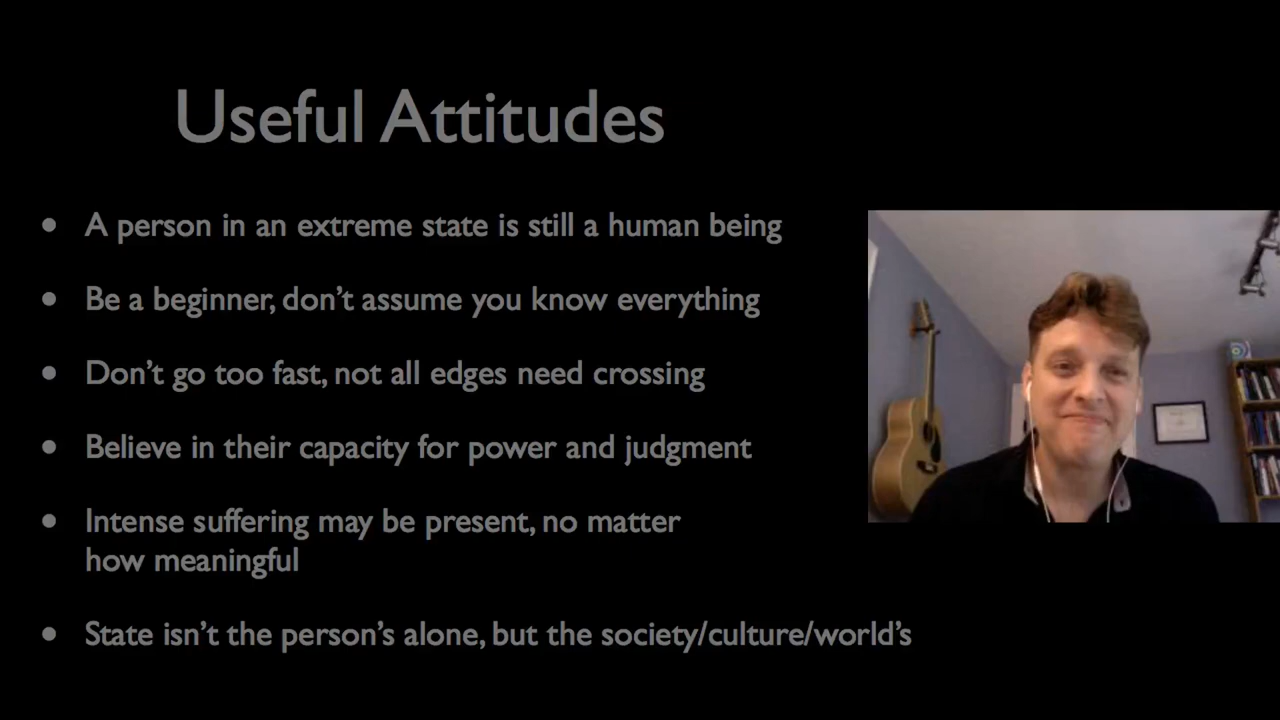 Useful Attitudes
• A person in an extreme state is still a human being
• Be a beginner, don’t assume you know everything
• Don’t go too fast, not all edges need crossing
• Believe in their capacity for power and judgment
• Intense suffering may be present, no matter
how meaningful
• State isn’t the person’s alone, but the society/culture/world’s